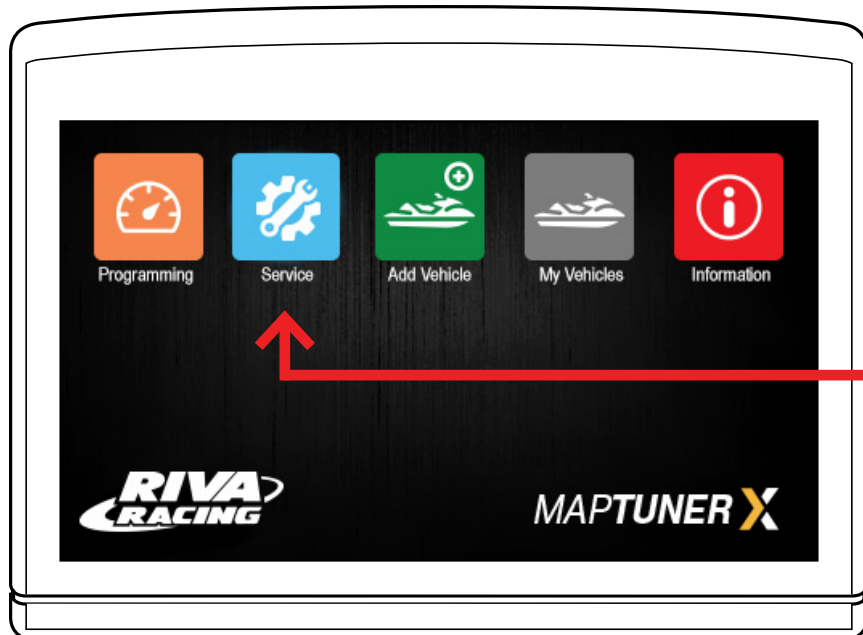 Programming
Service
Add Vehicle
My Vehicles
Information
RIVA
RACING
MAPTUNER X